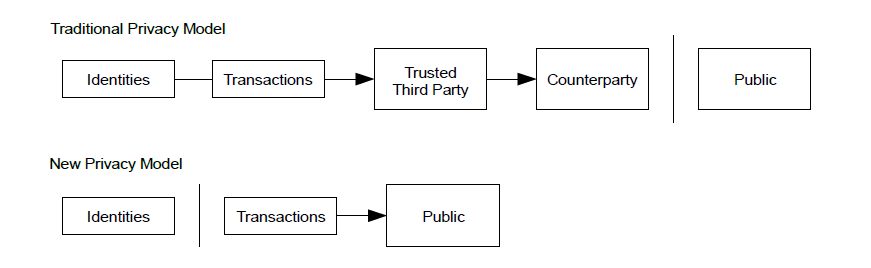 Traditional Privacy Model
Identities
Transactions
Trusted
Third Party
Counterparty
Public
New Privacy Model
Identities
Transactions
Public